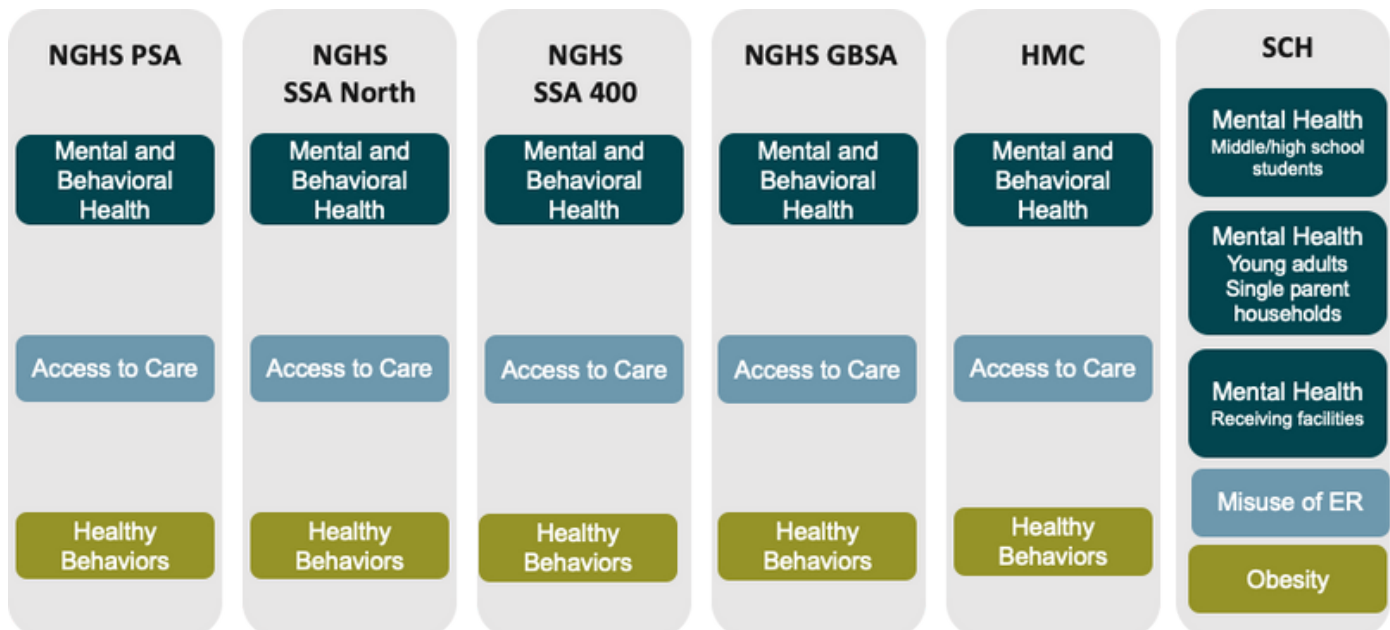 NGHS PSA
Mental and
Behavioral
Health
Access to Care
Healthy
Behaviors
NGHS
SSA North
Mental and
Behavioral
Health
Access to Care
Healthy
Behaviors
NGHS
SSA 400
Mental and
Behavioral
Health
Access to Care
Healthy
Behaviors
NGHS GBSA
Mental and
Behavioral
Health
Access to Care
Healthy
Behaviors
HMC
Mental and
Behavioral
Health
Access to Care
Healthy
Behaviors
SCH
Mental Health
Middle/high school
students
Mental Health
Young adults
Single parent
households
Mental Health
Receiving facilities
Misuse of ER
Obesity